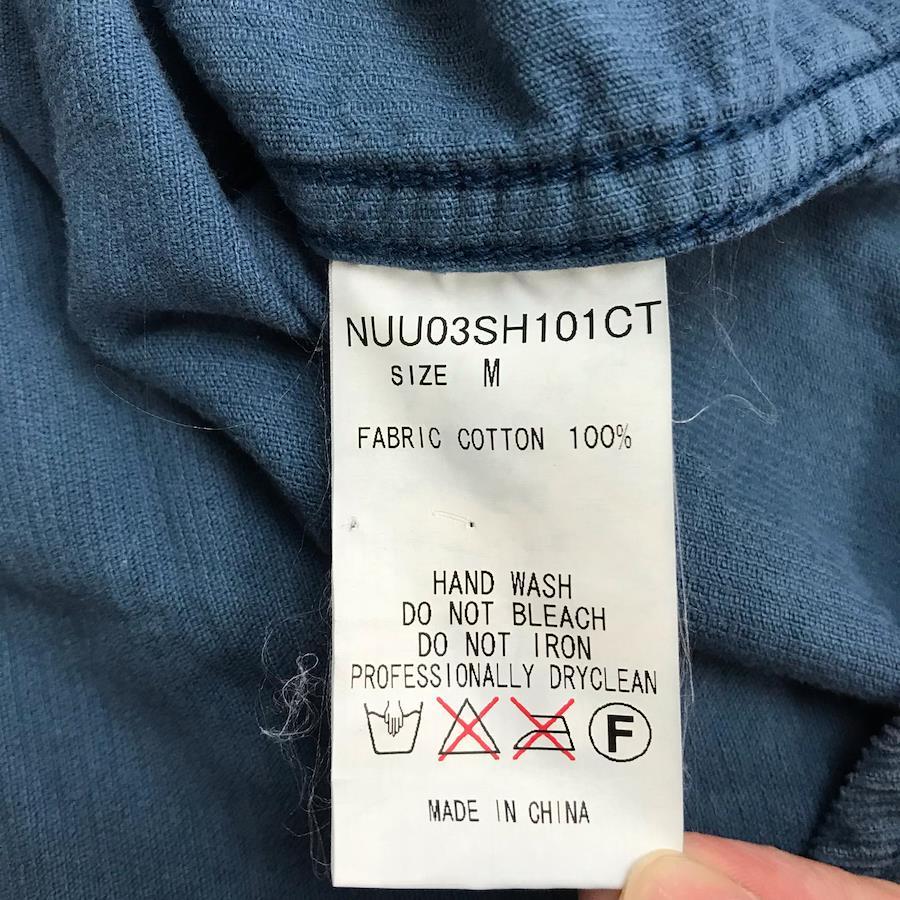 NUU03SH101CT
SIZE M
FABRIC COTTON 100%
HAND WASH
DO NOT BLEACH
DO NOT IRON
PROFESSIONALLY DRYCLEAN
F
MADE IN CHINA